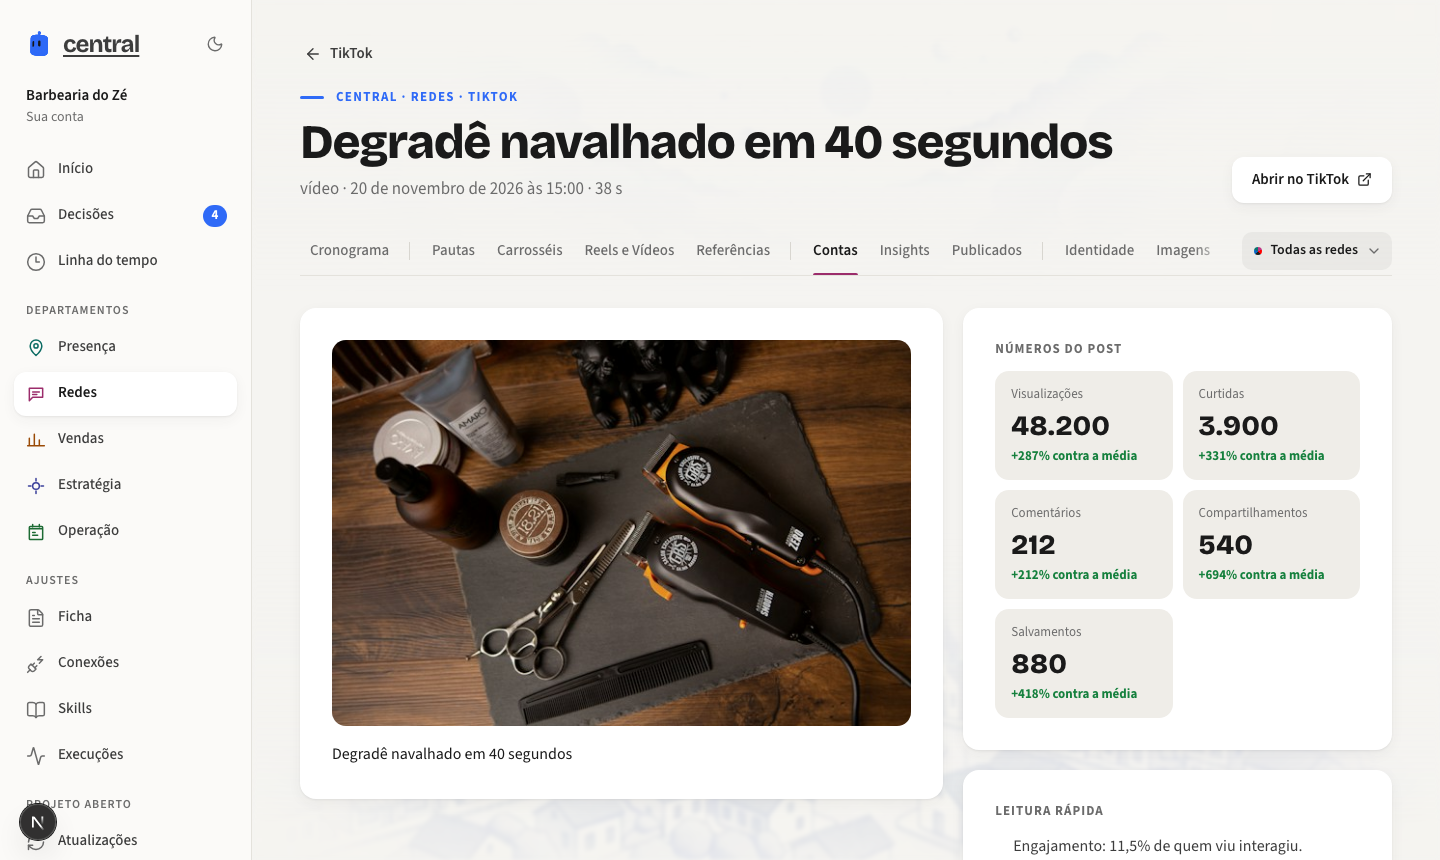 central
Barbearia do Zé
Sua conta
Início
Decisões 4
Linha do tempo
DEPARTAMENTOS
Presença
Redes
Vendas
Estratégia
Operação
AJUSTES
Ficha
Conexões
Skills
Execuções
PROJETO ABERTO
N
Atualizações
TikTok
CENTRAL · REDES · TIKTOK
Degradê navalhado em 40 segundos
vídeo · 20 de novembro de 2026 às 15:00 · 38 s
Abrir no TikTok
Cronograma Pautas Carrosséis Reels e Vídeos Referências Contas Insights Publicados Identidade Imagens Todas as redes
AMARO
18.21
ZERO
SMOOTH
Degradê navalhado em 40 segundos
NÚMEROS DO POST
Visualizações
48.200
+287% contra a média
Curtidas
3.900
+331% contra a média
Comentários
212
+212% contra a média
Compartilhamentos
540
+694% contra a média
Salvamentos
880
+418% contra a média
LEITURA RÁPIDA
Engajamento: 11,5% de quem viu interagiu.